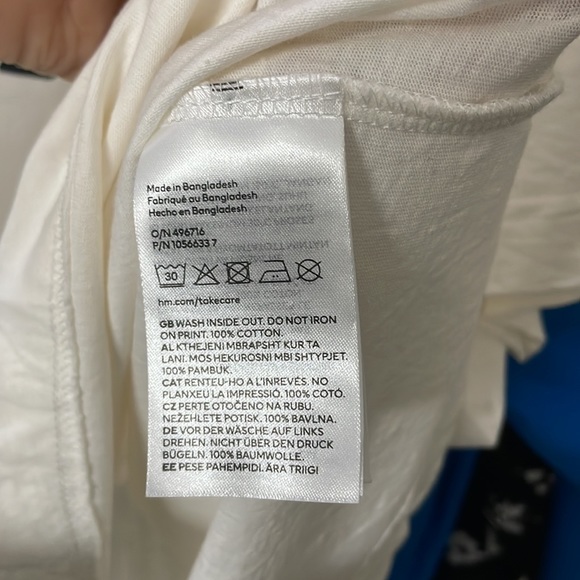 Made in Bangladesh
Fabriqué au Bangladesh
Hecho en Bangladesh
O/N 496716
P/N 1056633 7
30
hm.com/takecare
GB WASH INSIDE OUT. DO NOT IRON
ON PRINT. 100% COTTON.
AL KTHEJENI MBRAPSHT KUR TA
LANI. MOS HEKUROSNI MBI SHTYPJET.
100% PAMBUK.
CAT RENTEU-HO A L'INREVÉS. NO
PLANXEU LA IMPRESSIÓ. 100% COTÓ.
CZ PERTE OTOČENO NA RUBU.
NEŽEHLETE POTISK. 100% BAVLNA.
DE VOR DER WÄSCHE AUF LINKS
DREHEN. NICHT ÜBER DEN DRUCK
BÜGELN. 100% BAUMWOLLE.
EE PESE PAHEMPIDI. ÄRA TRIIGI